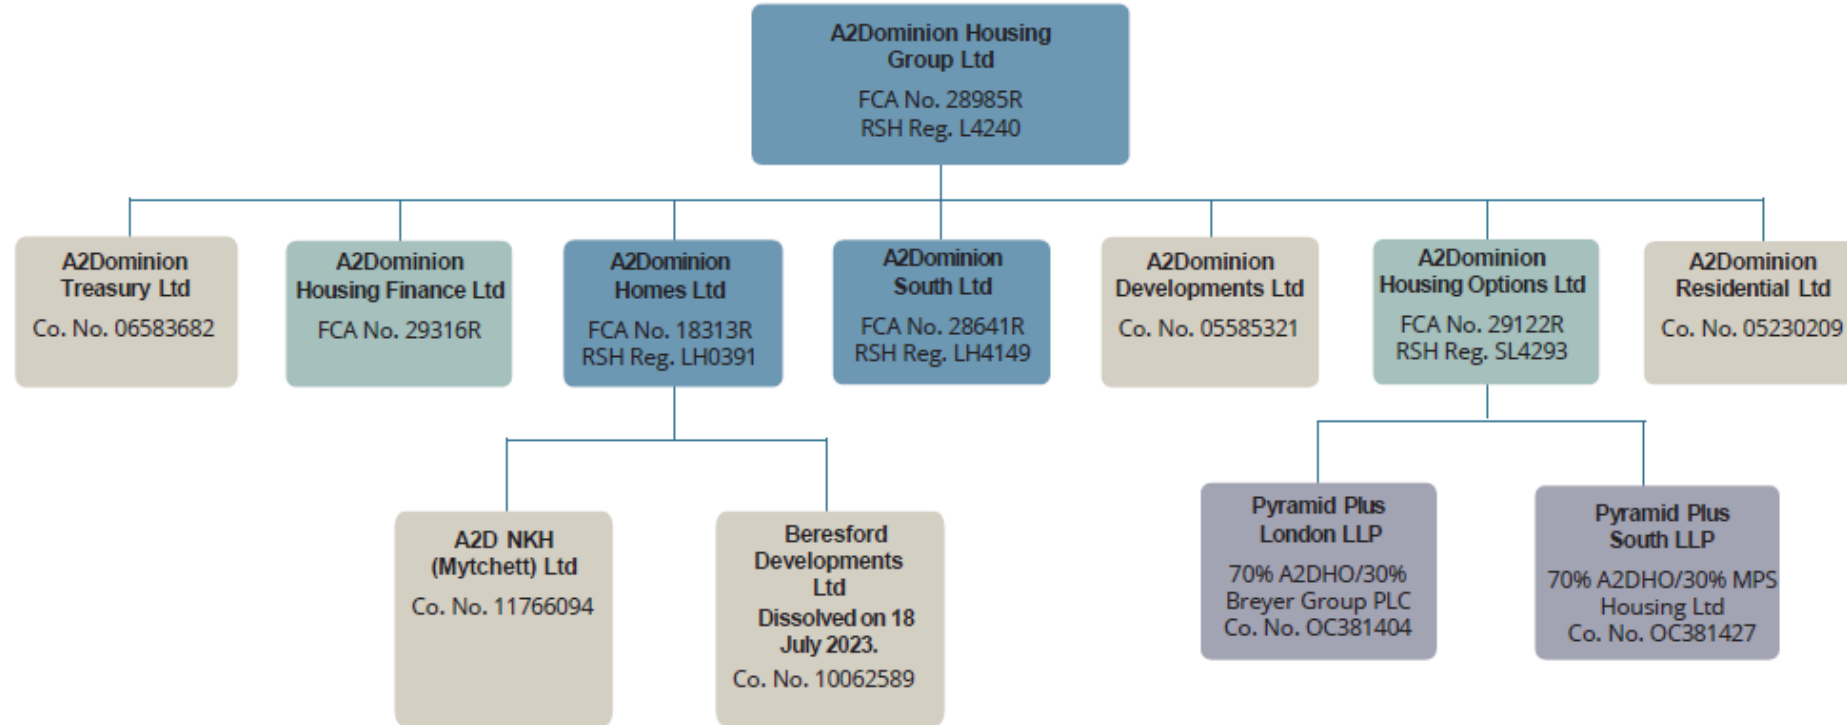 A2Dominion Housing
Group Ltd
FCA No. 28985R
RSH Reg. L4240
A2Dominion
Treasury Ltd
Co. No. 06583682
A2Dominion
Housing Finance Ltd
FCA No. 29316R
A2Dominion
Homes Ltd
FCA No. 18313R
RSH Reg. LH0391
A2Dominion
South Ltd
FCA No. 28641R
RSH Reg. LH4149
A2Dominion
Developments Ltd
Co. No. 05585321
A2Dominion
Housing Options Ltd
FCA No. 29122R
RSH Reg. SL4293
A2Dominion
Residential Ltd
Co. No. 05230209
A2D NKH
(Mytchett) Ltd
Co. No. 11766094
Beresford
Developments
Ltd
Dissolved on 18
July 2023.
Co. No. 10062589
Pyramid Plus
London LLP
70% A2DHO/30%
Breyer Group PLC
Co. No. OC381404
Pyramid Plus
South LLP
70% A2DHO/30% MPS
Housing Ltd
Co. No. OC381427